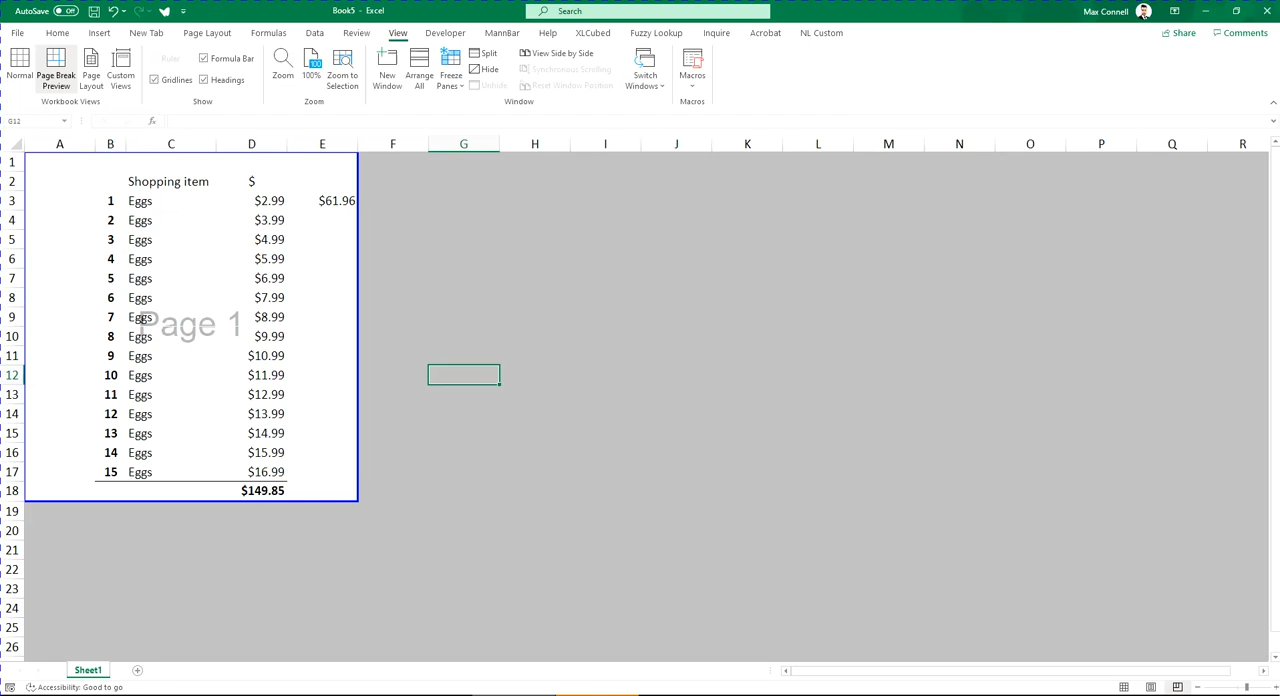 AutoSave Off Book5 - Excel Search Max Connell
File Home Insert New Tab Page Layout Formulas Data Review View Developer MannBar Help XLCubed Fuzzy Lookup Inquire Acrobat NL Custom Share Comments
Normal Page Break Preview Page Layout Custom Views
Workbook Views
Ruler Formula Bar
Gridlines Headings
Show
Zoom 100% Zoom to Selection
Zoom
New Window Arrange All Freeze Panes
Split
Hide
Unhide
View Side by Side
Synchronous Scrolling
Reset Window Position
Switch Windows
Window
Macros
Macros
G12 fx
A B C D E F G H I J K L M N O P Q R
1
2 Shopping item $
3 1 Eggs $2.99 $61.96
4 2 Eggs $3.99
5 3 Eggs $4.99
6 4 Eggs $5.99
7 5 Eggs $6.99
8 6 Eggs $7.99
9 7 Eggs $8.99
Page 1
10 8 Eggs $9.99
11 9 Eggs $10.99
12 10 Eggs $11.99
13 11 Eggs $12.99
14 12 Eggs $13.99
15 13 Eggs $14.99
16 14 Eggs $15.99
17 15 Eggs $16.99
18 $149.85
19
20
21
22
23
24
25
26
Sheet1
Accessibility: Good to go